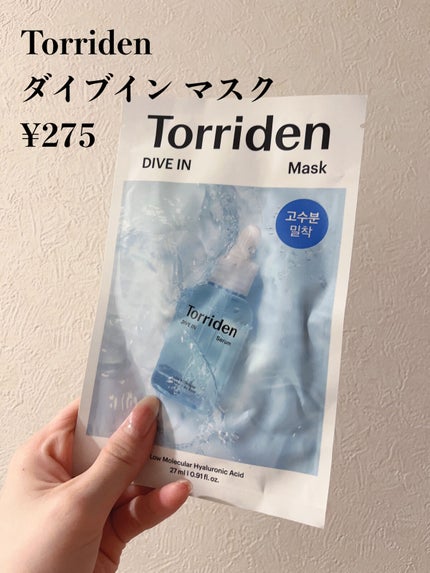 Torriden
ダイブイン マスク
¥275
Torriden
DIVE IN Mask
고수분
밀착
Torriden
DIVE IN Serum
Low Molecular Hyaluronic Acid
27 ml l 0.91 fl. oz.